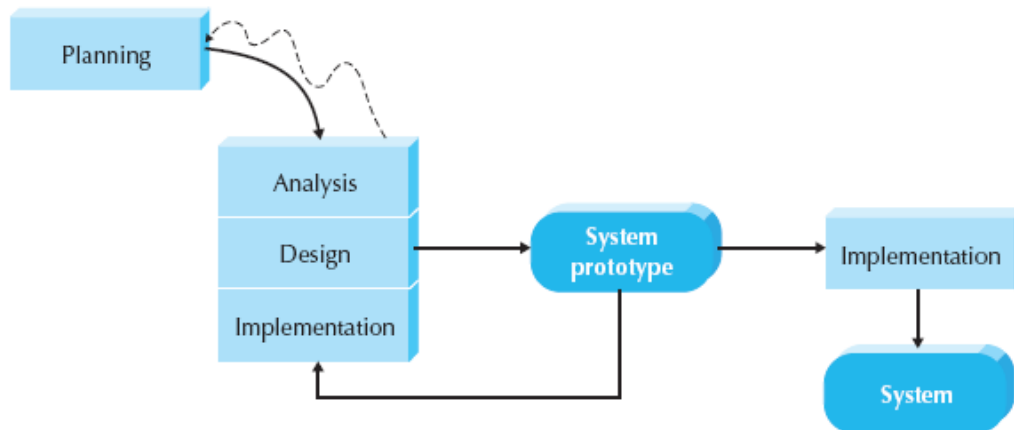 Planning
Analysis
Design
Implementation
System
prototype
Implementation
System